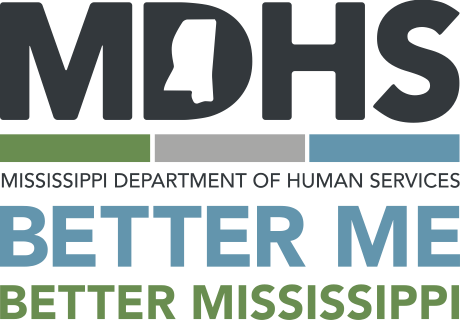 MDHS
MISSISSIPPI DEPARTMENT OF HUMAN SERVICES
BETTER ME
BETTER MISSISSIPPI